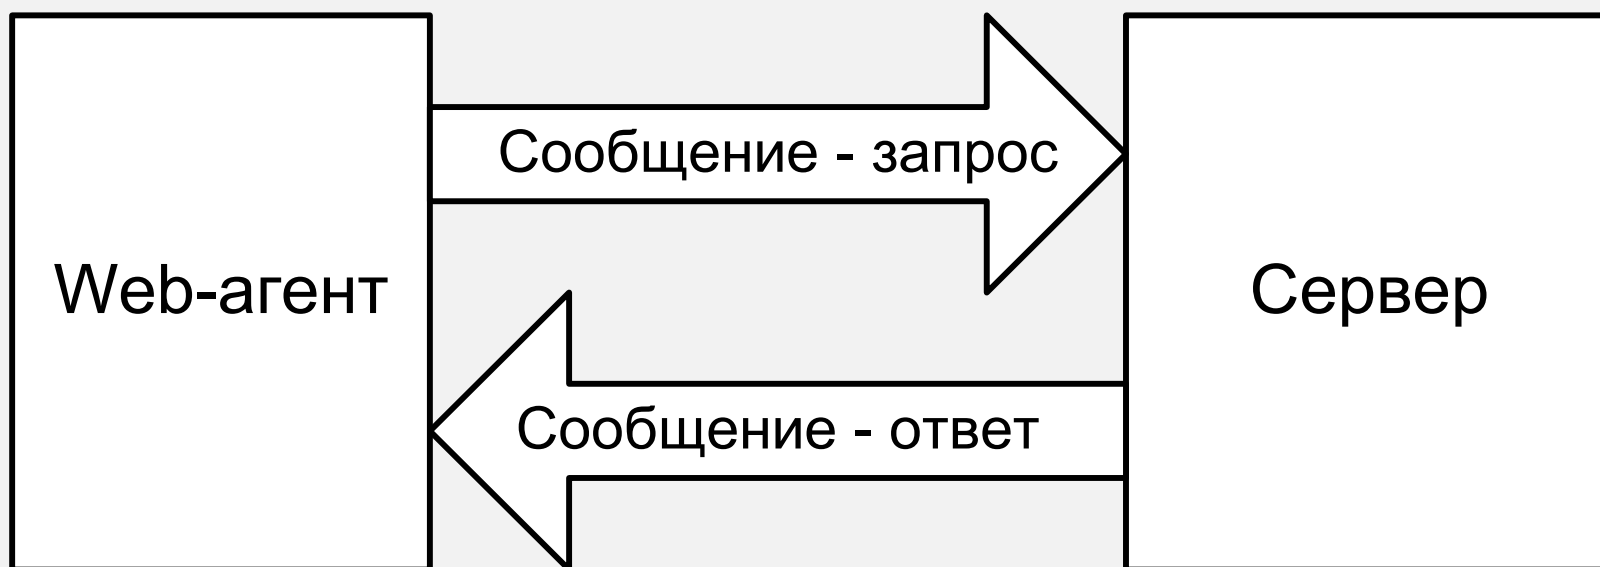 Сообщение - запрос
Web-агент
Сервер
Сообщение - ответ